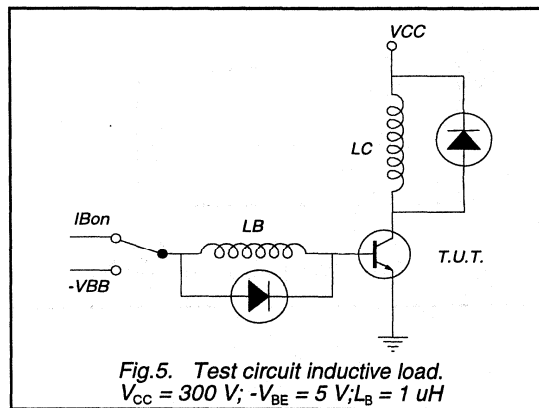 VCC
LC
IBon
LB
T.U.T.
-VBB
Fig.5. Test circuit inductive load.
VCC = 300 V; -VBE = 5 V;LB = 1 uH